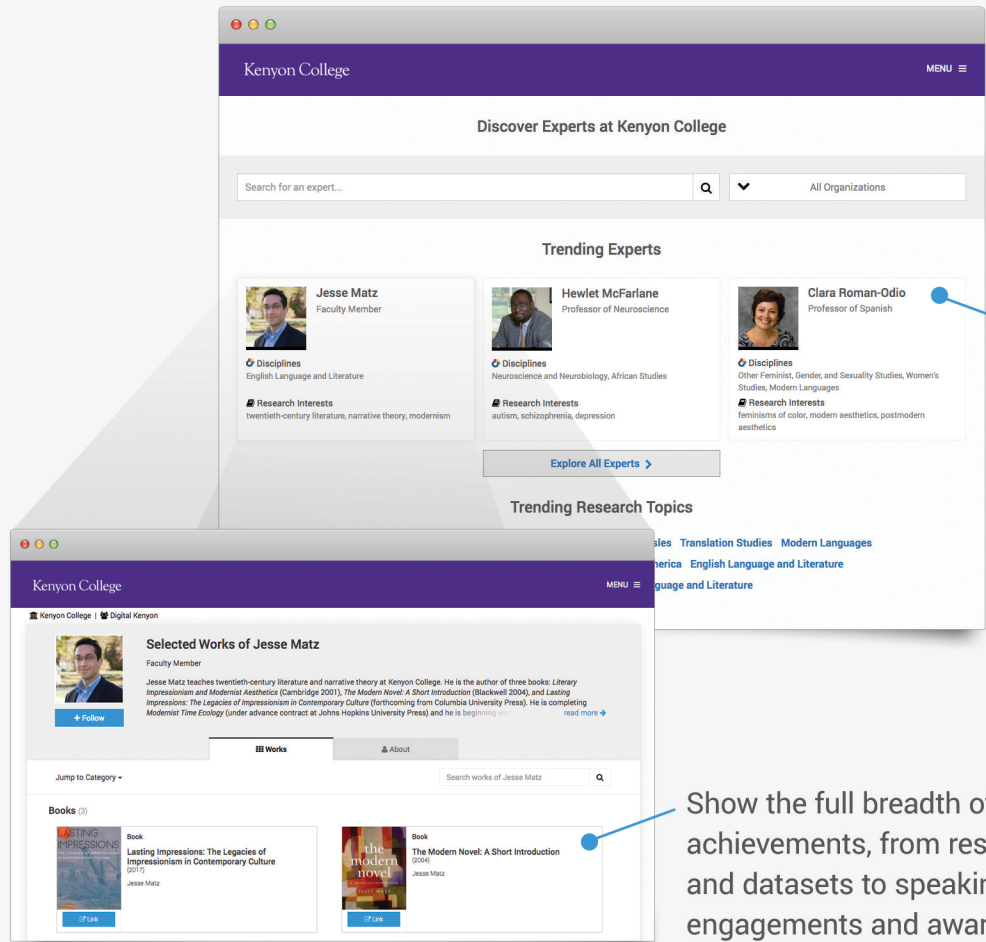 Kenyon College
MENU
Discover Experts at Kenyon College
Search for an expert...
All Organizations
Trending Experts
Jesse Matz
Faculty Member
Disciplines
English Language and Literature
Research Interests
twentieth-century literature, narrative theory, modernism
Hewlet McFarlane
Professor of Neuroscience
Disciplines
Neuroscience and Neurobiology, African Studies
Research Interests
autism, schizophrenia, depression
Clara Roman-Odio
Professor of Spanish
Disciplines
Other Feminist, Gender, and Sexuality Studies, Women's
Studies, Modern Languages
Research Interests
feminisms of color, modern aesthetics, postmodern
aesthetics
Explore All Experts
Trending Research Topics
Translation Studies Modern Languages
English Language and Literature
and Literature
Kenyon College
MENU
Kenyon College | Digital Kenyon
Selected Works of Jesse Matz
Faculty Member
Jesse Matz teaches twentieth-century literature and narrative theory at Kenyon College. He is the author of three books: Literary
Impressionism and Modernist Aesthetics (Cambridge 2001), The Modern Novel: A Short Introduction (Blackwell 2004), and Lasting
Impressions: The Legacies of Impressionism in Contemporary Culture (forthcoming from Columbia University Press). He is completing
Modernist Time Ecology (under advance contract at Johns Hopkins University Press) and he is beginning
read more
+ Follow
Works
About
Jump to Category
Search works of Jesse Matz
Books (3)
LASTING
IMPRESSIONS
Book
Lasting Impressions: The Legacies of
Impressionism in Contemporary Culture
(2017)
Jesse Matz
Link
the
modern
novel
Book
The Modern Novel: A Short Introduction
(2004)
Jesse Matz
Link
Show the full breadth of
achievements, from
and datasets to
engagements and